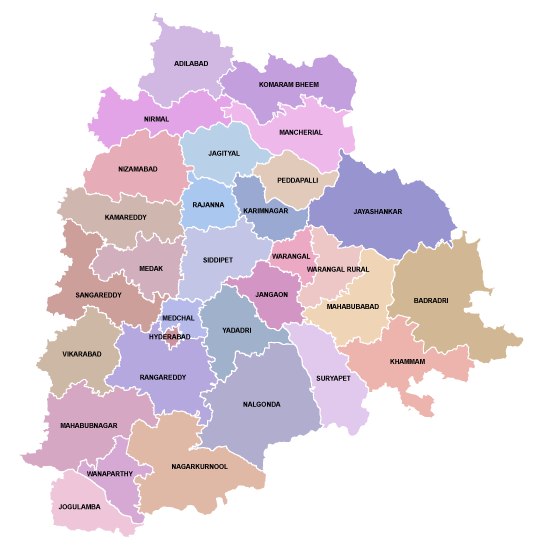 ADILABAD
KOMARAM BHEEM
NIRMAL
MANCHERIAL
JAGITYAL
NIZAMABAD
PEDDAPALLI
RAJANNA
KARIMNAGAR
JAYASHANKAR
KAMAREDDY
WARANGAL
SIDDIPET
MEDAK
WARANGAL RURAL
SANGAREDDY
JANGAON
BADRADRI
MAHABUBABAD
MEDCHAL
YADADRI
HYDERABAD
VIKARABAD
KHAMMAM
RANGAREDDY
SURYAPET
NALGONDA
MAHABUBNAGAR
NAGARKURNOOL
WANAPARTHY
JOGULAMBA